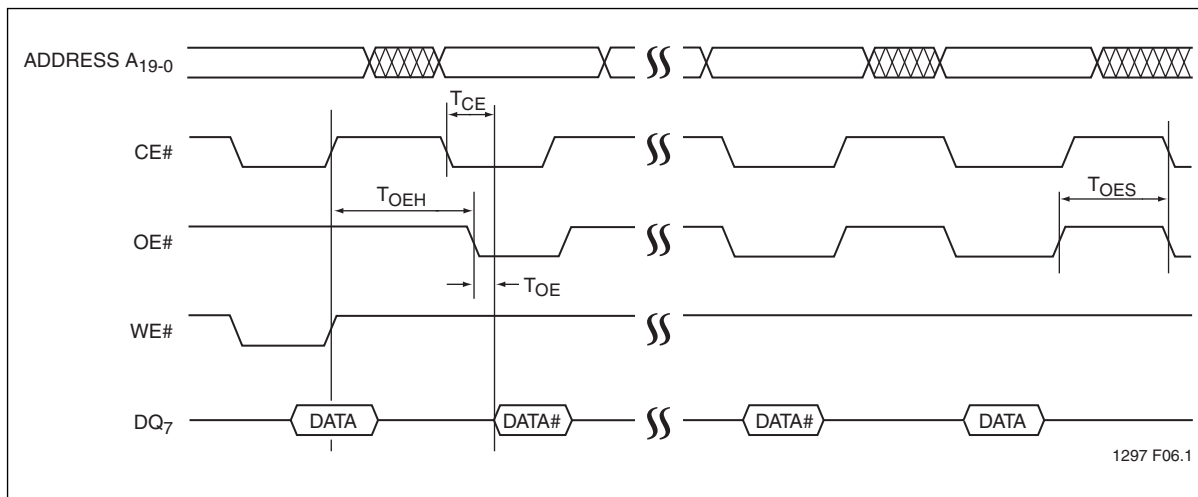 ADDRESS A19-0
TCE
CE#
TOEH
TOES
OE#
TOE
WE#
DQ7
DATA
DATA#
DATA#
DATA
1297 F06.1